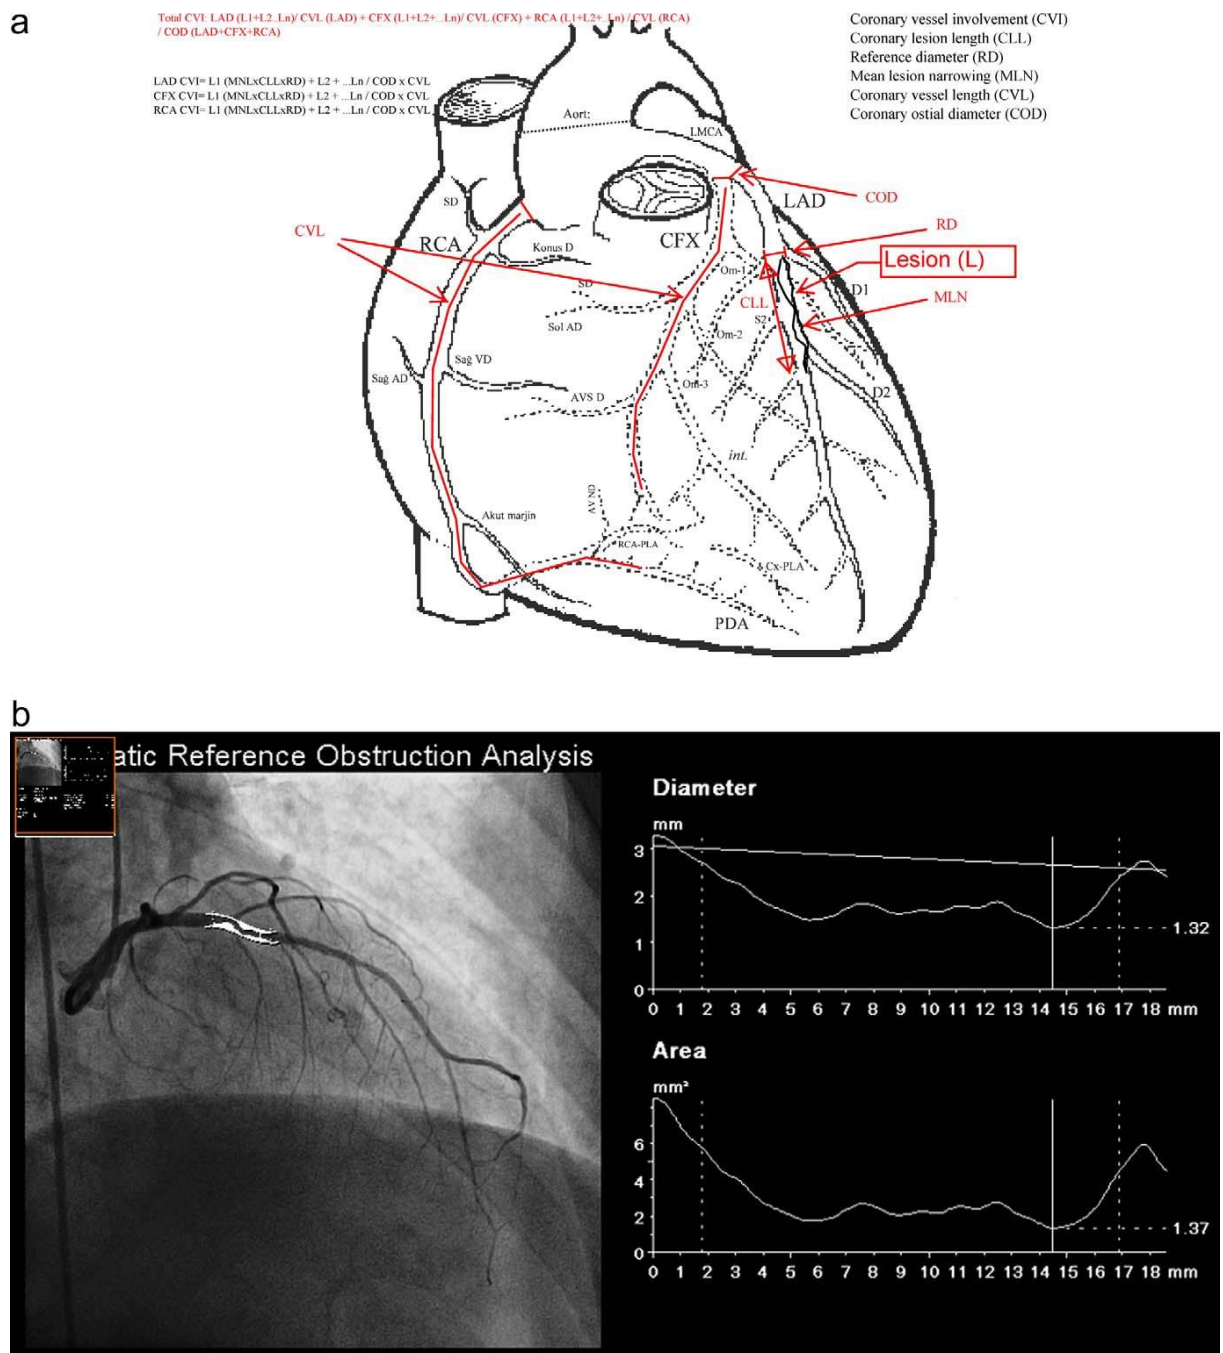 a
Total CVI: LAD (L1+L2..Ln)/ CVL (LAD) + CFX (L1+L2+...Ln)/ CVL (CFX) + RCA (L1+L2+..Ln) / CVL (RCA)
/ COD (LAD+CFX+RCA)
Coronary vessel involvement (CVI)
Coronary lesion length (CLL)
Reference diameter (RD)
Mean lesion narrowing (MLN)
Coronary vessel length (CVL)
Coronary ostial diameter (COD)
LAD CVI= L1 (MNLxCLLxRD) + L2 + ...Ln / COD x CVL
CFX CVI= L1 (MNLxCLLxRD) + L2 + ...Ln / COD x CVL
RCA CVI= L1 (MNLxCLLxRD) + L2 + ...Ln / COD x CVL
Aort:
LMCA
SD
COD
LAD
CVL
RCA
Konus D
CFX
RD
Lesion (L)
Om-1
D1
SD
CLL
MLN
Sol AD
S2
Om-2
Sağ VD
Sağ AD
Om-3
D2
AVS D
int.
AV ND
Akut marjin
RCA-PLA
Cx-PLA
PDA
b
atic Reference Obstruction Analysis
Diameter
mm
3
2
1
0
1.32
0 1 2 3 4 5 6 7 8 9 10 11 12 13 14 15 16 17 18 mm
Area
mm²
6
4
2
0
1.37
0 1 2 3 4 5 6 7 8 9 10 11 12 13 14 15 16 17 18 mm